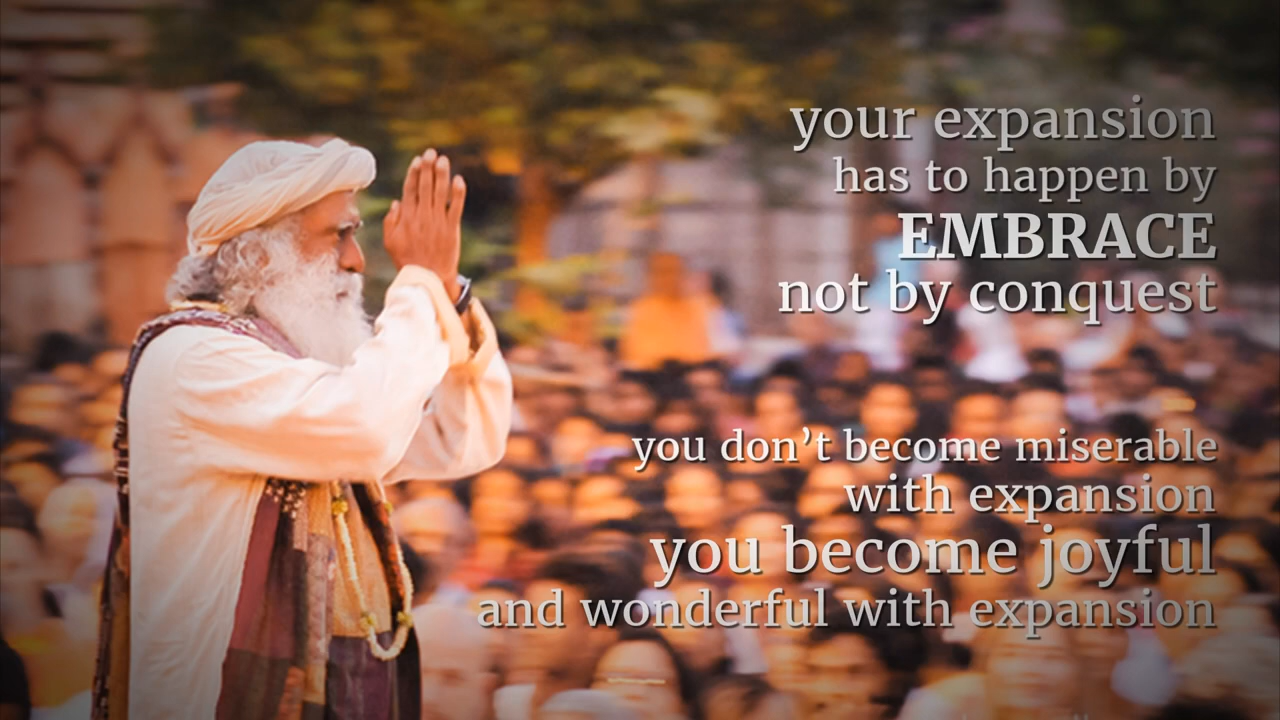 your expansion
has to happen by
EMBRACE
not by conquest
you don't become miserable
with expansion
you become joyful
and wonderful with expansion